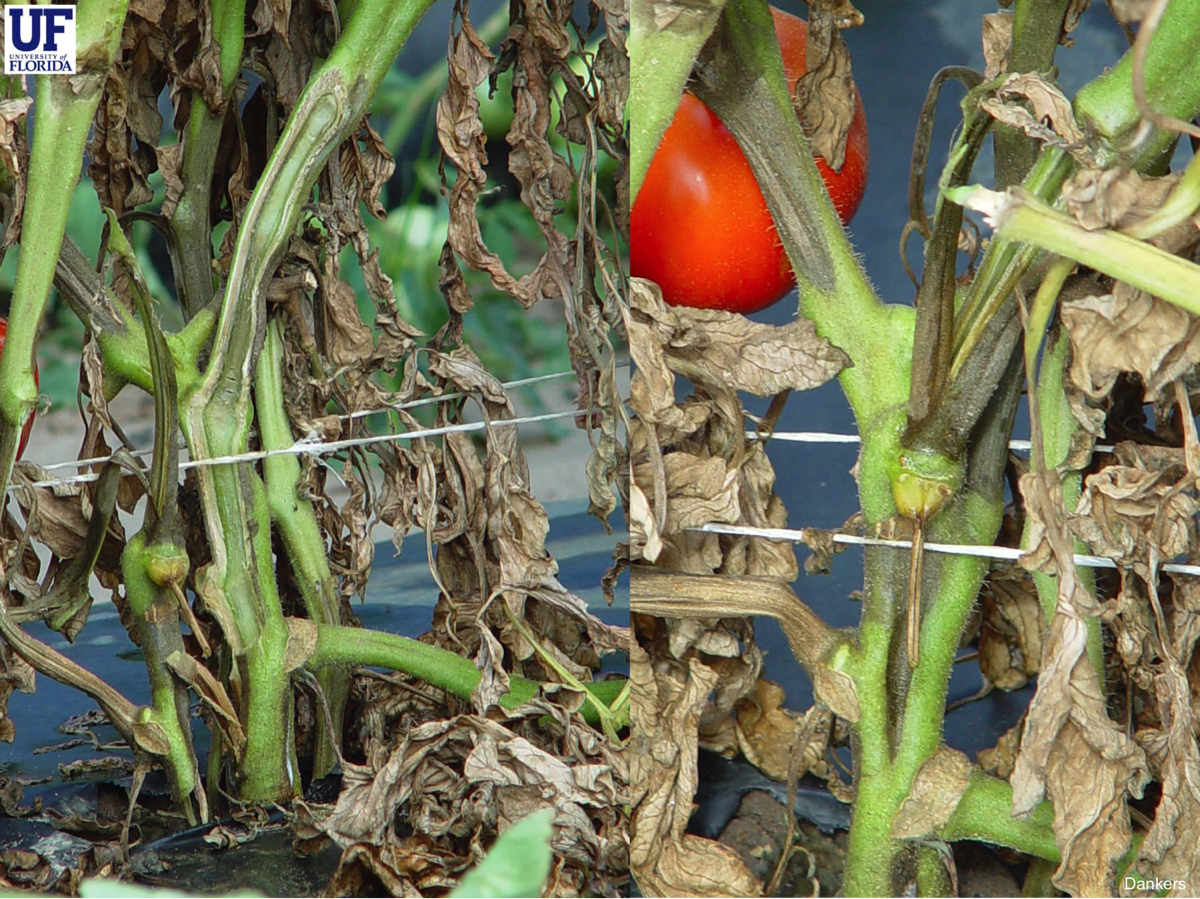 UF
UNIVERSITY of
FLORIDA
Dankers